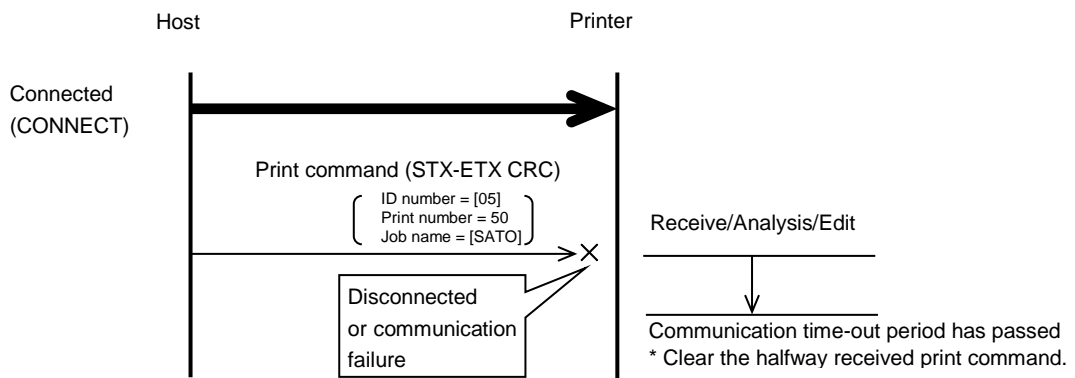 Host
Printer
Connected
(CONNECT)
Print command (STX-ETX CRC)
ID number = [05]
Print number = 50
Job name = [SATO]
Receive/Analysis/Edit
Disconnected
or communication
failure
Communication time-out period has passed
* Clear the halfway received print command.